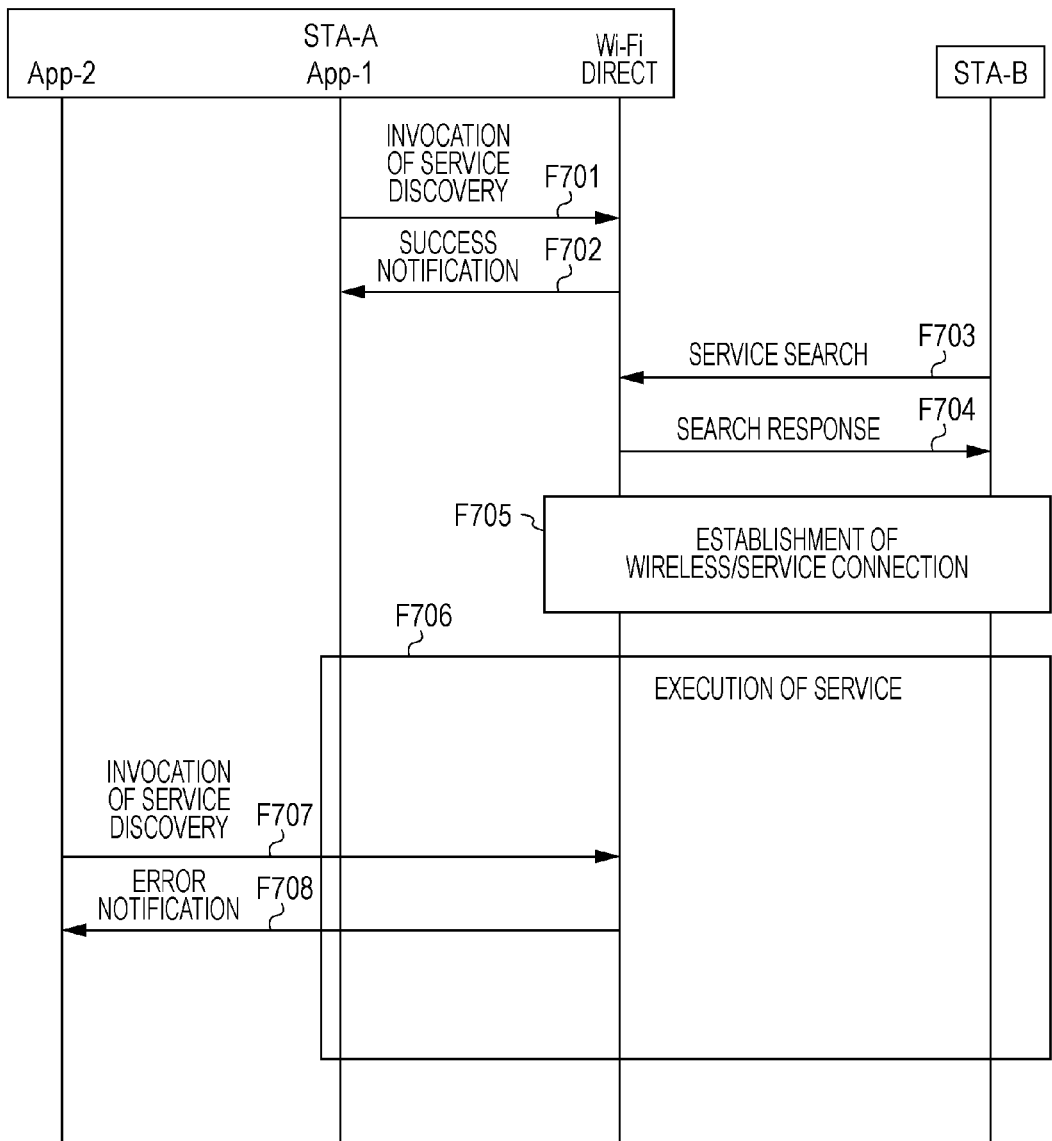 STA-A
App-2
App-1
Wi-Fi
DIRECT
STA-B
INVOCATION
OF SERVICE
DISCOVERY
F701
SUCCESS
NOTIFICATION
F702
SERVICE SEARCH
F703
SEARCH RESPONSE
F704
F705
ESTABLISHMENT OF
WIRELESS/SERVICE CONNECTION
F706
EXECUTION OF SERVICE
INVOCATION
OF SERVICE
DISCOVERY
F707
ERROR
NOTIFICATION
F708